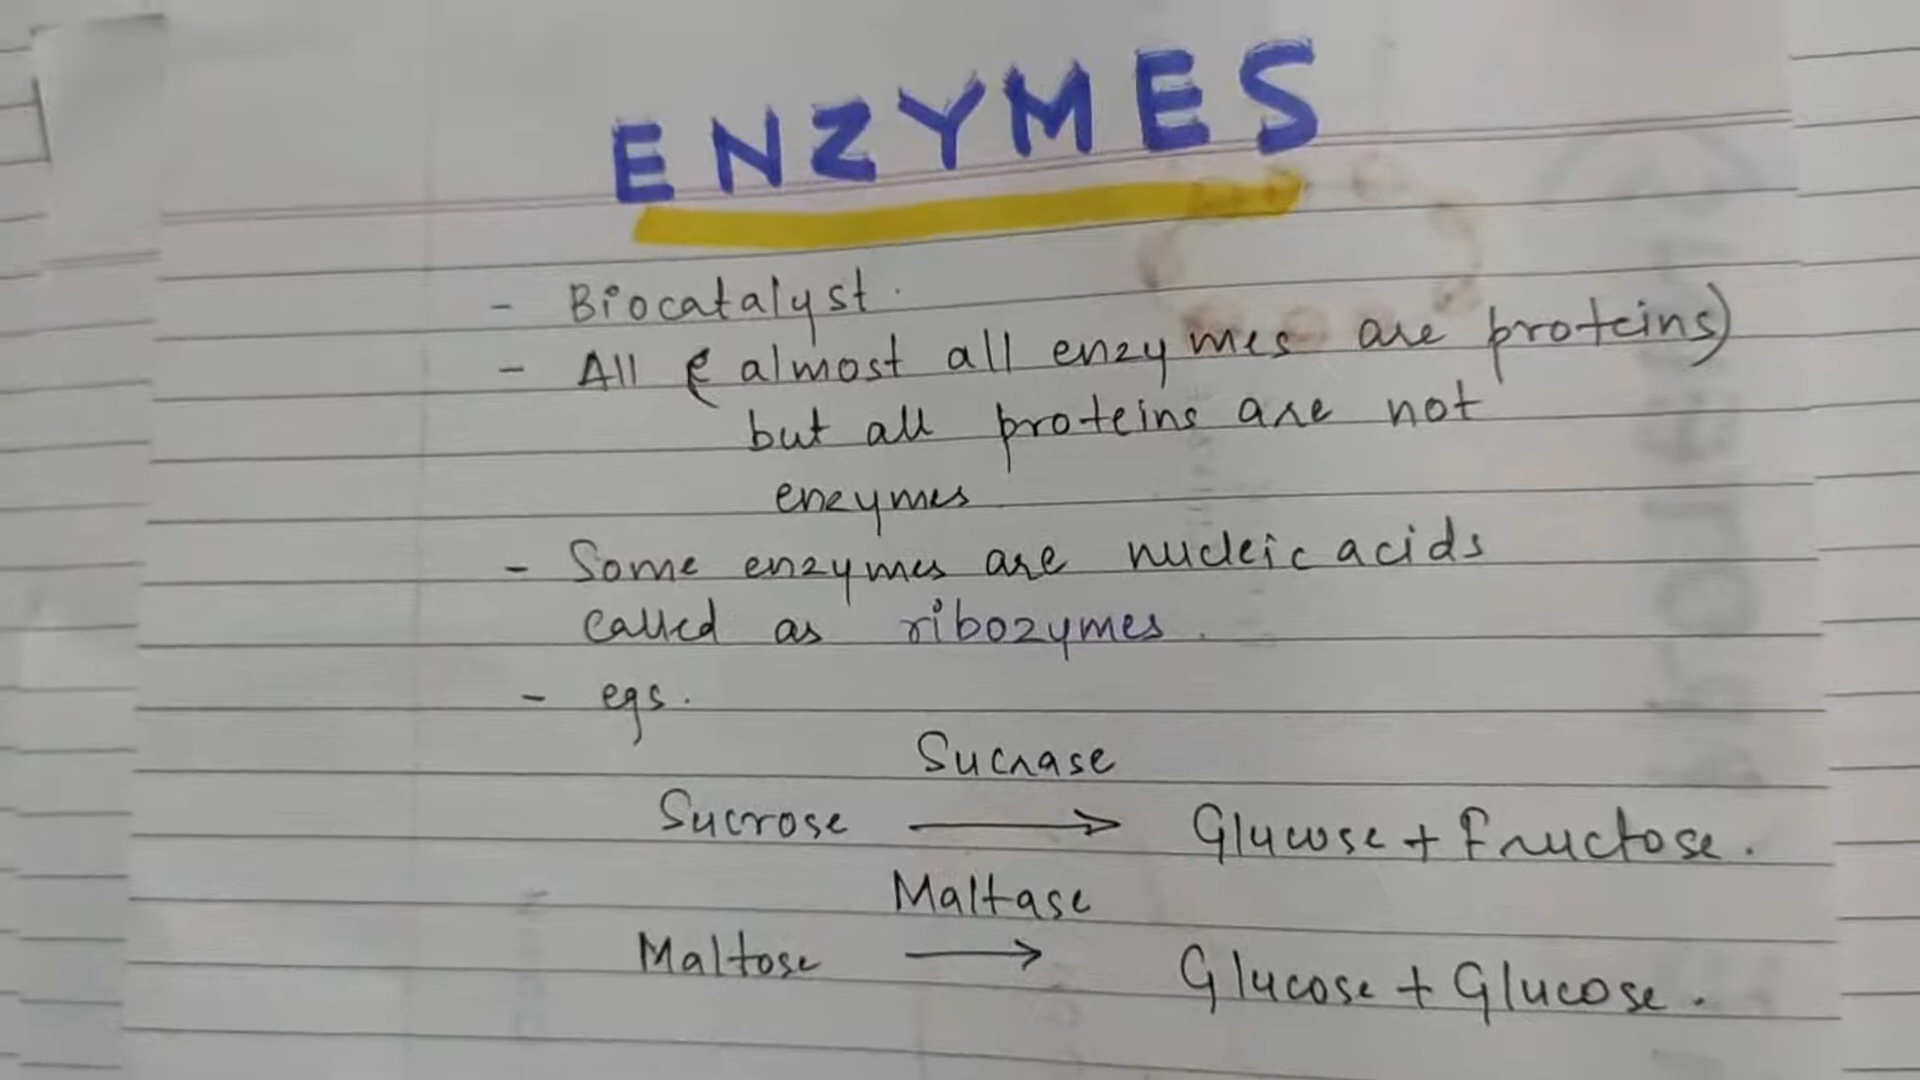 ENZYMES
- Biocatalyst.
- All ( almost all enzymes are proteins)
but all proteins are not
enzymes
- Some enzymes are nucleic acids
called as ribozymes.
- egs.
Sucrase
Sucrose → Glucose + Fructose.
Maltase
Maltose → Glucose + Glucose.